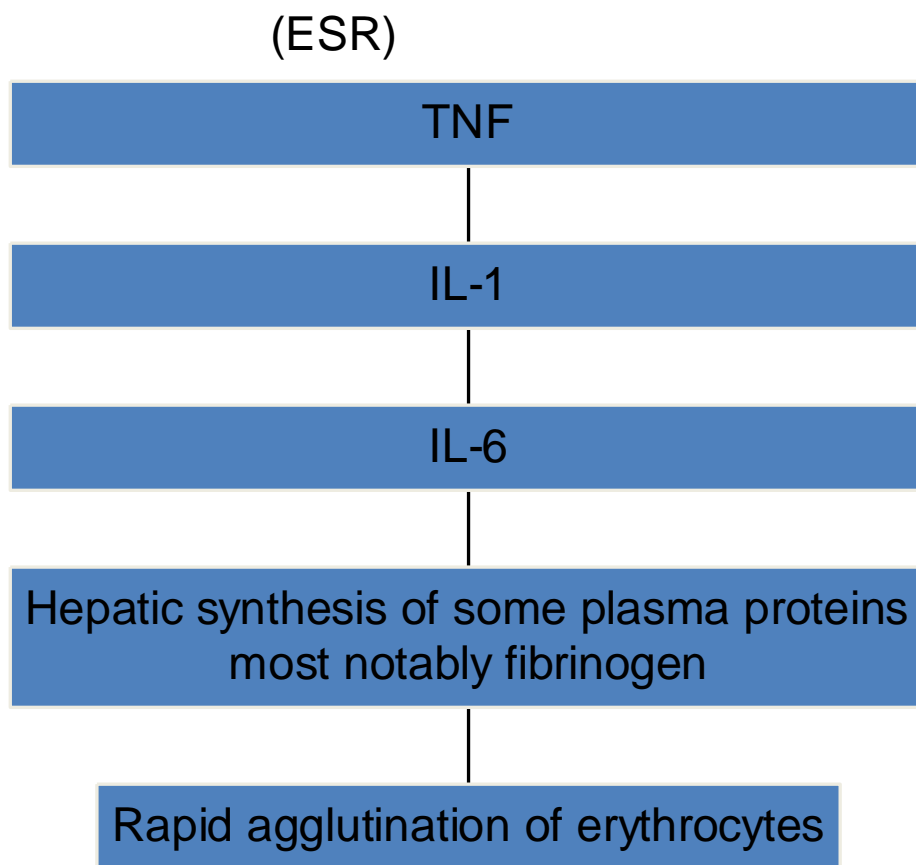 (ESR)
TNF
IL-1
IL-6
Hepatic synthesis of some plasma proteins
most notably fibrinogen
Rapid agglutination of erythrocytes